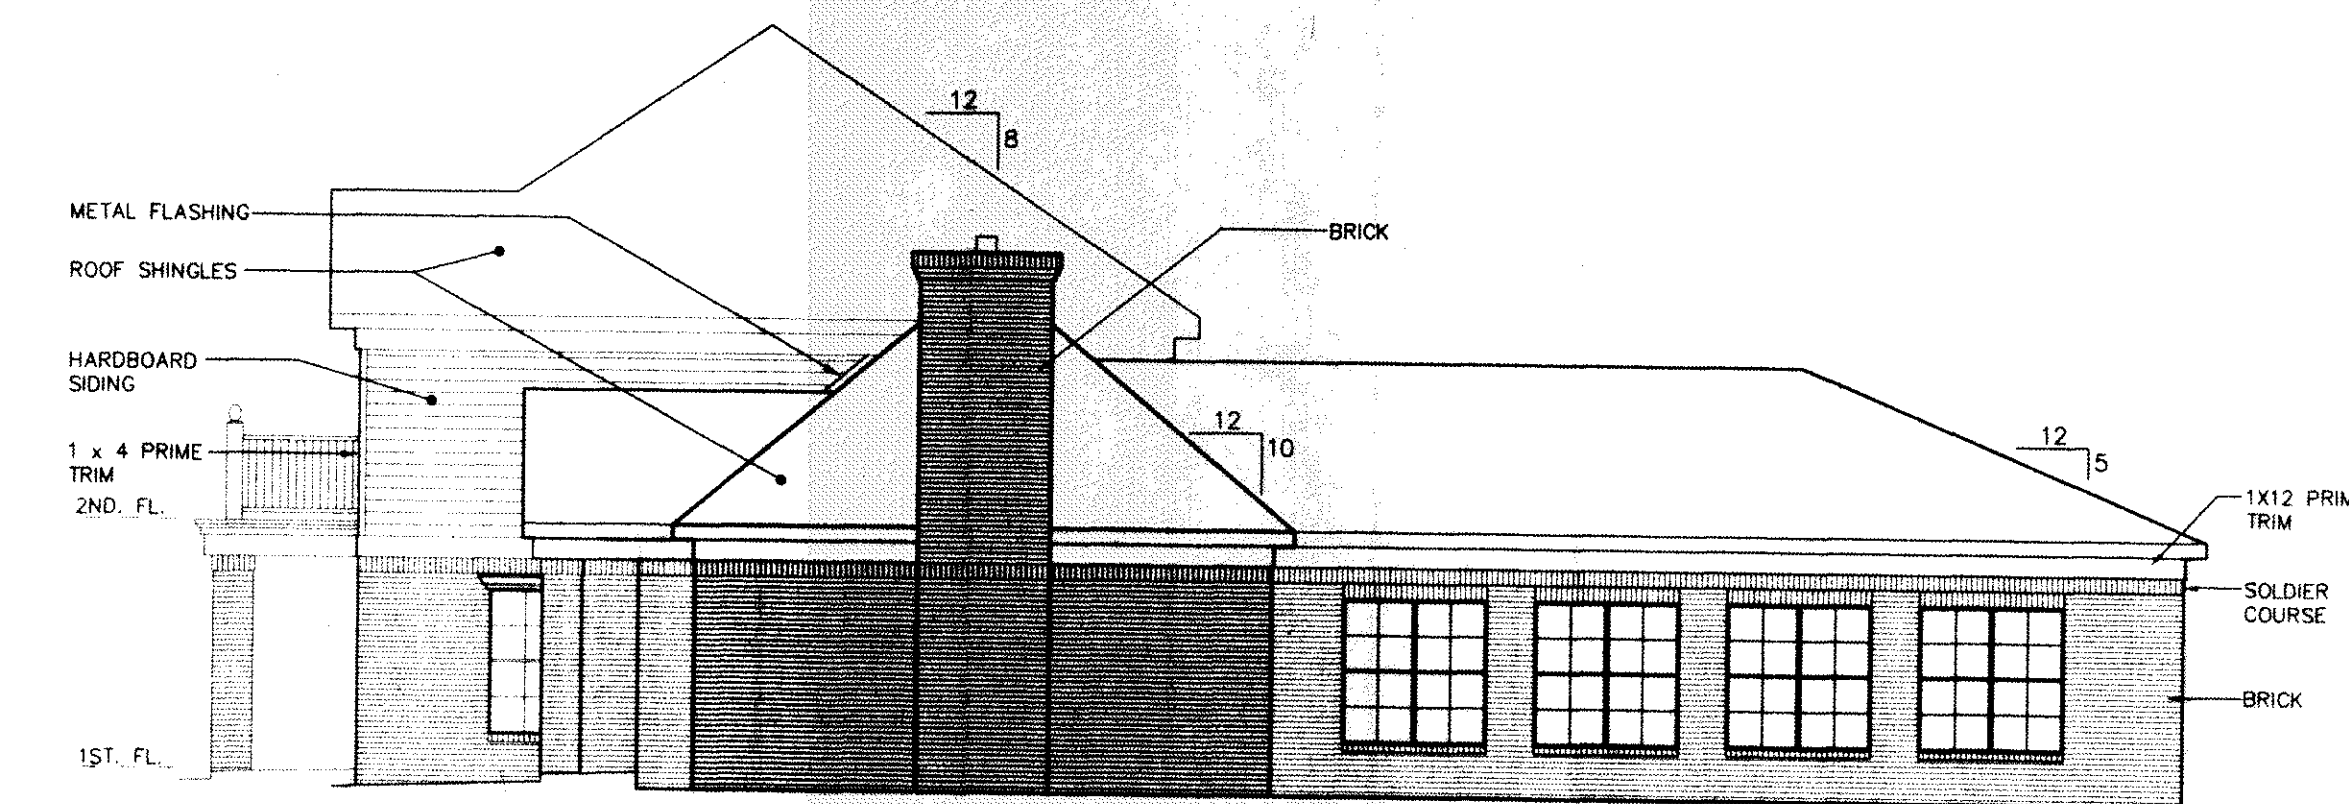 12
8
METAL FLASHING
BRICK
ROOF SHINGLES
HARDBOARD
SIDING
12
10
12
5
1 x 4 PRIME
TRIM
2ND. FL.
1X12 PRIM
TRIM
SOLDIER
COURSE
BRICK
1ST. FL.